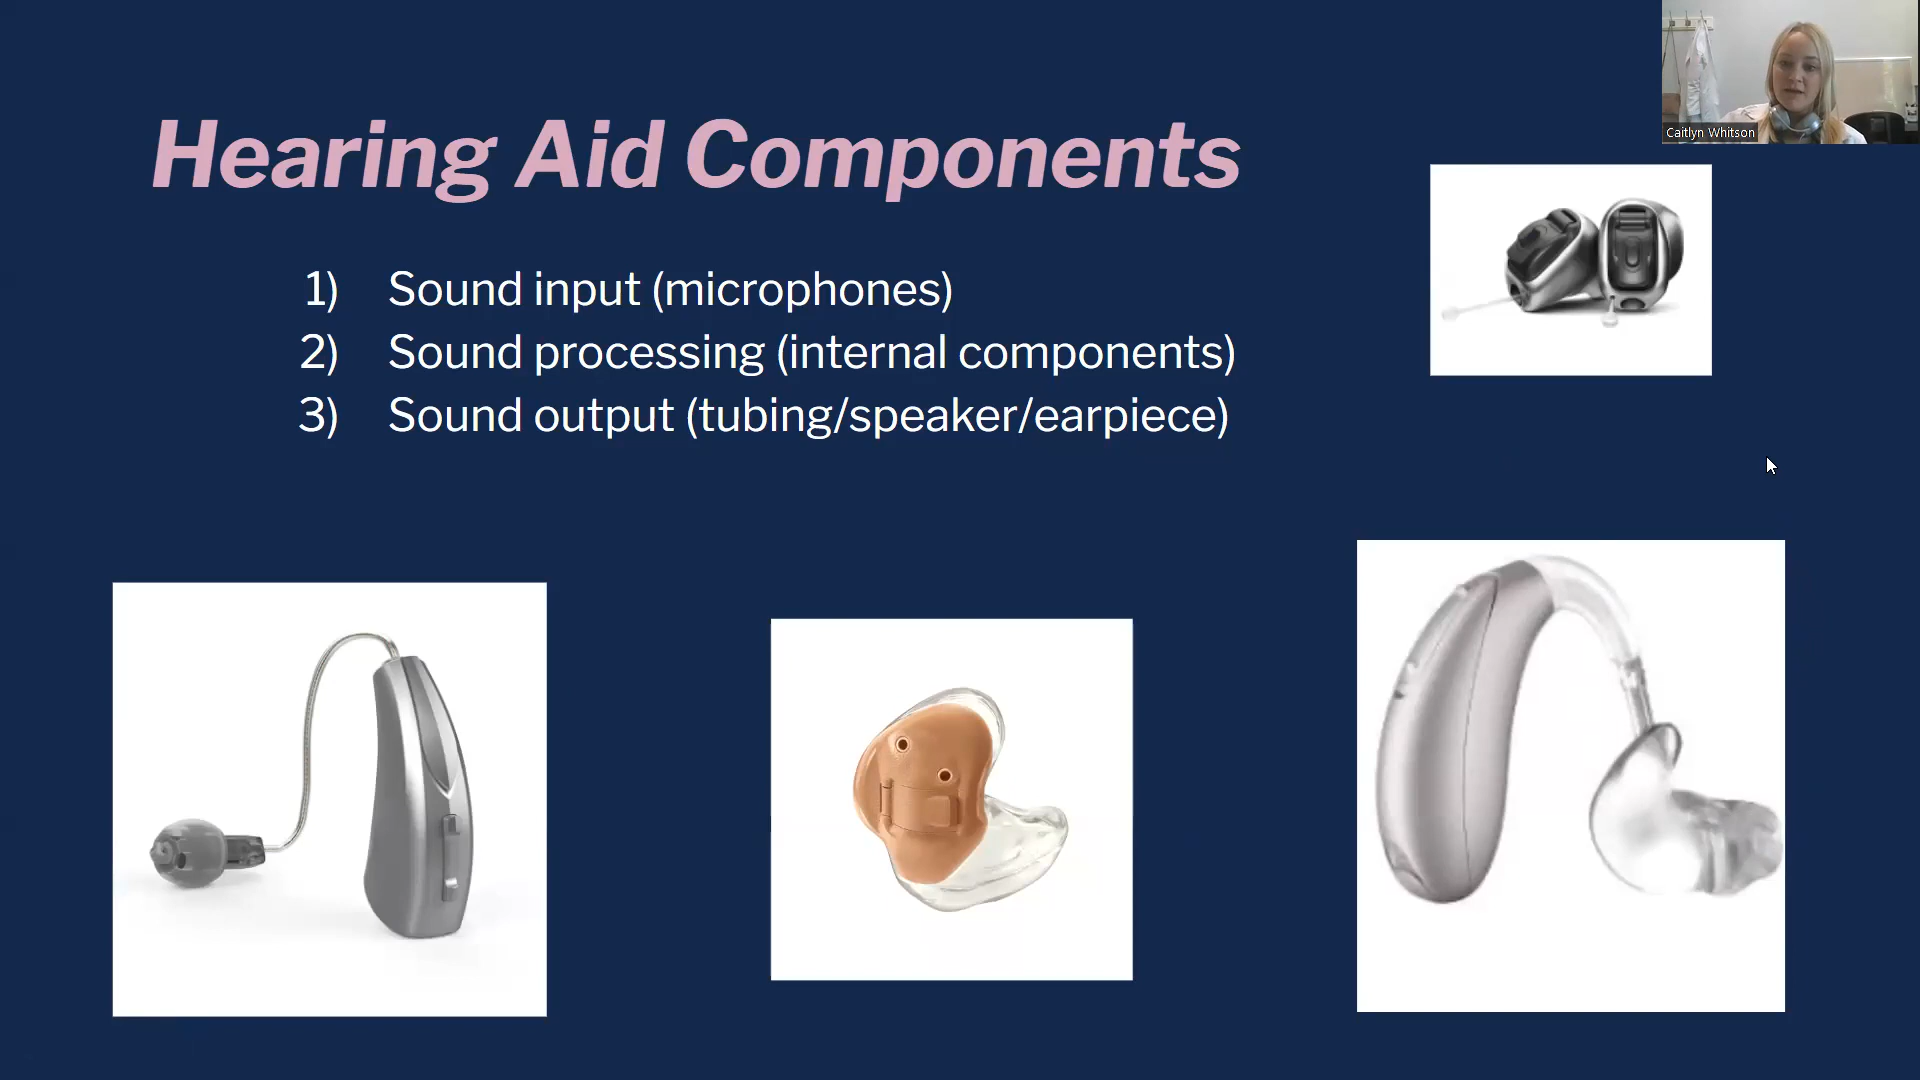 Caitlyn Whitson
Hearing Aid Components
1) Sound input (microphones)
2) Sound processing (internal components)
3) Sound output (tubing/speaker/earpiece)